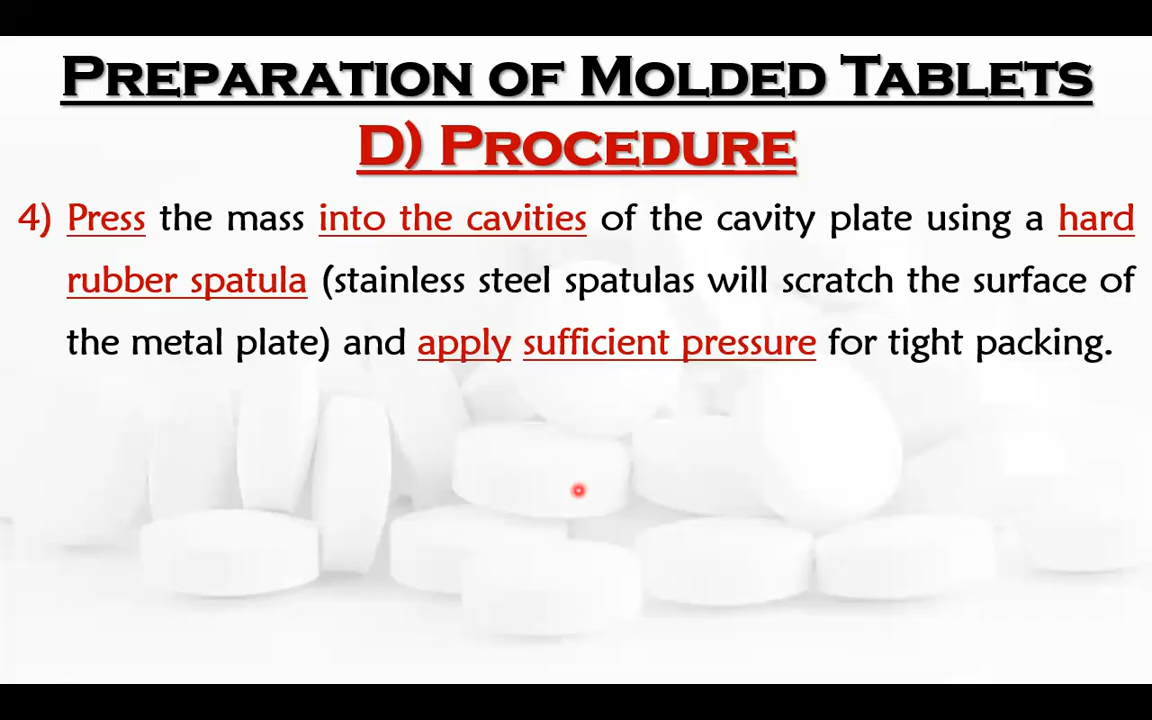 PREPARATION OF MOLDED TABLETS
D) PROCEDURE
4) Press the mass into the cavities of the cavity plate using a hard
rubber spatula (stainless steel spatulas will scratch the surface of
the metal plate) and apply sufficient pressure for tight packing.